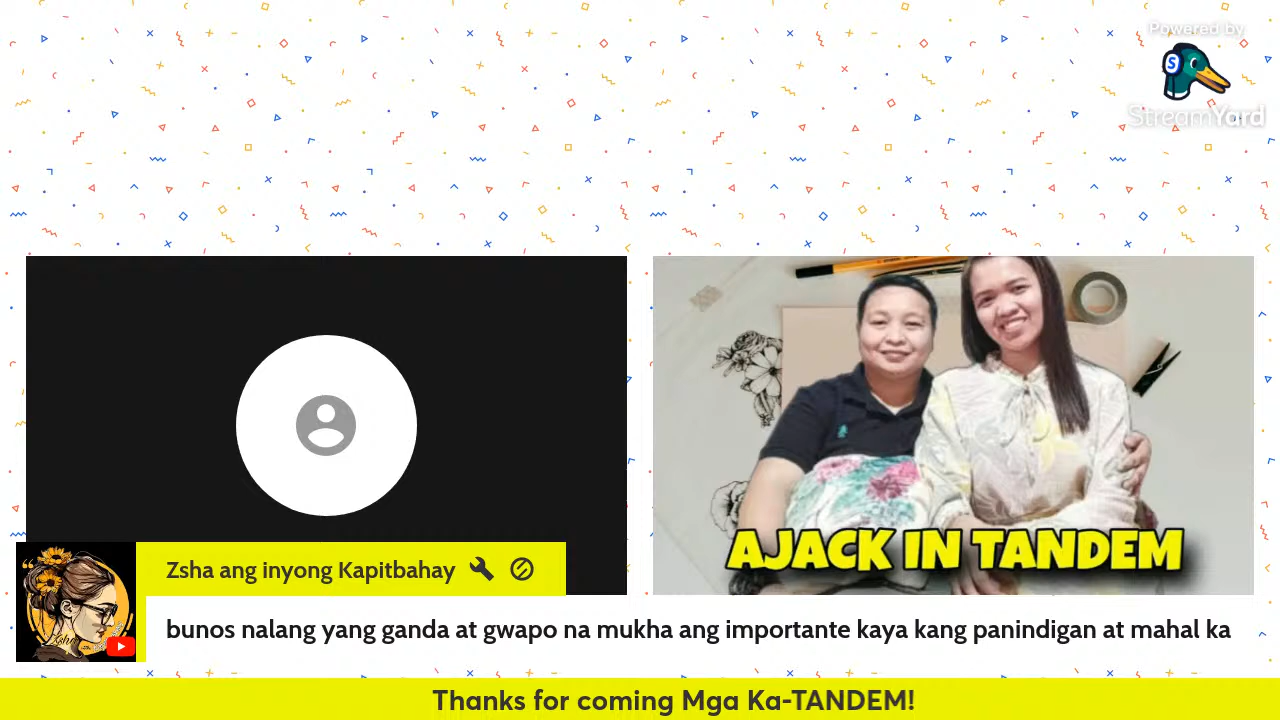 Powered by
StreamYard
AJACK IN TANDEM
Zsha ang inyong Kapitbahay
bunos nalang yang ganda at gwapo na mukha ang importante kaya kang panindigan at mahal ka
Thanks for coming Mga Ka-TANDEM!